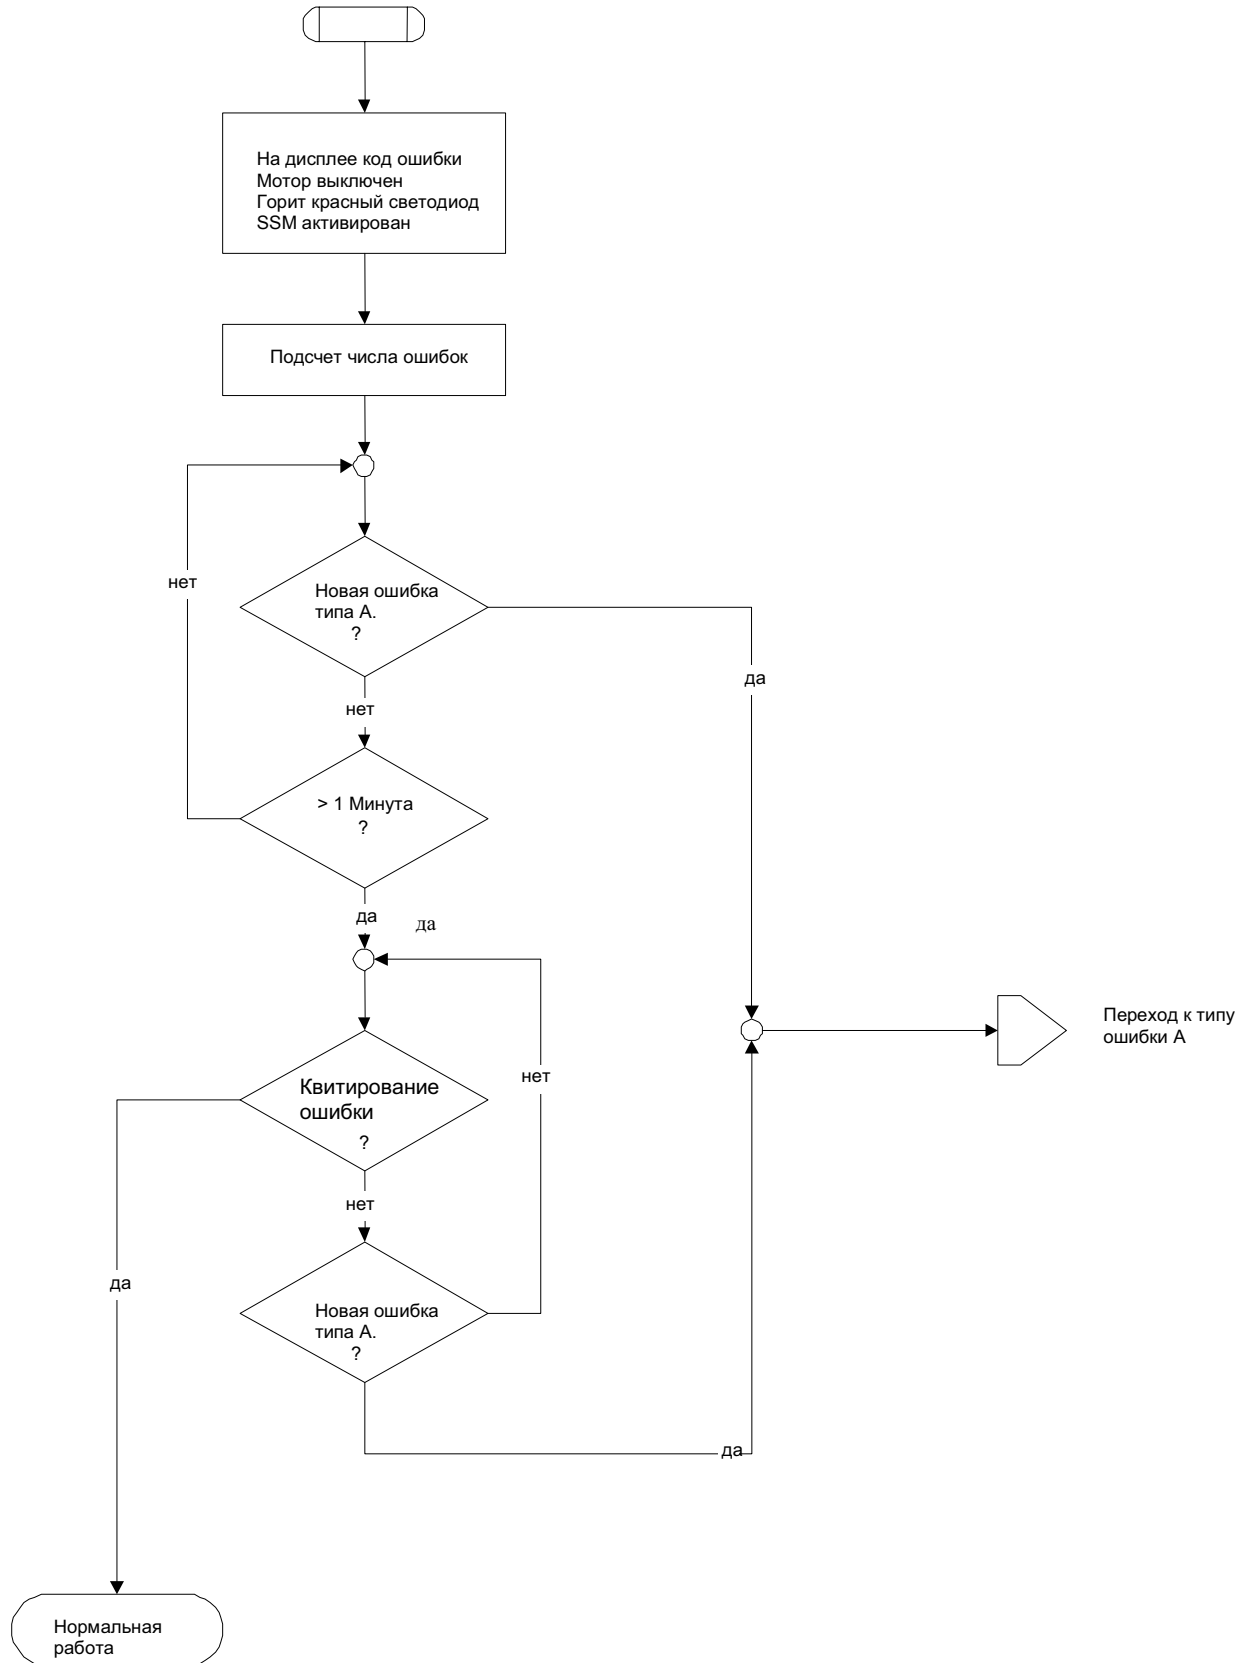 На дисплее код ошибки
Мотор выключен
Горит красный светодиод
SSM активирован
Подсчет числа ошибок
нет
Новая ошибка
типа А.
?
да
нет
> 1 Минута
?
да
да
Переход к типу
ошибки А
нет
Квитирование
ошибки
?
нет
да
Новая ошибка
типа А.
?
да
Нормальная
работа